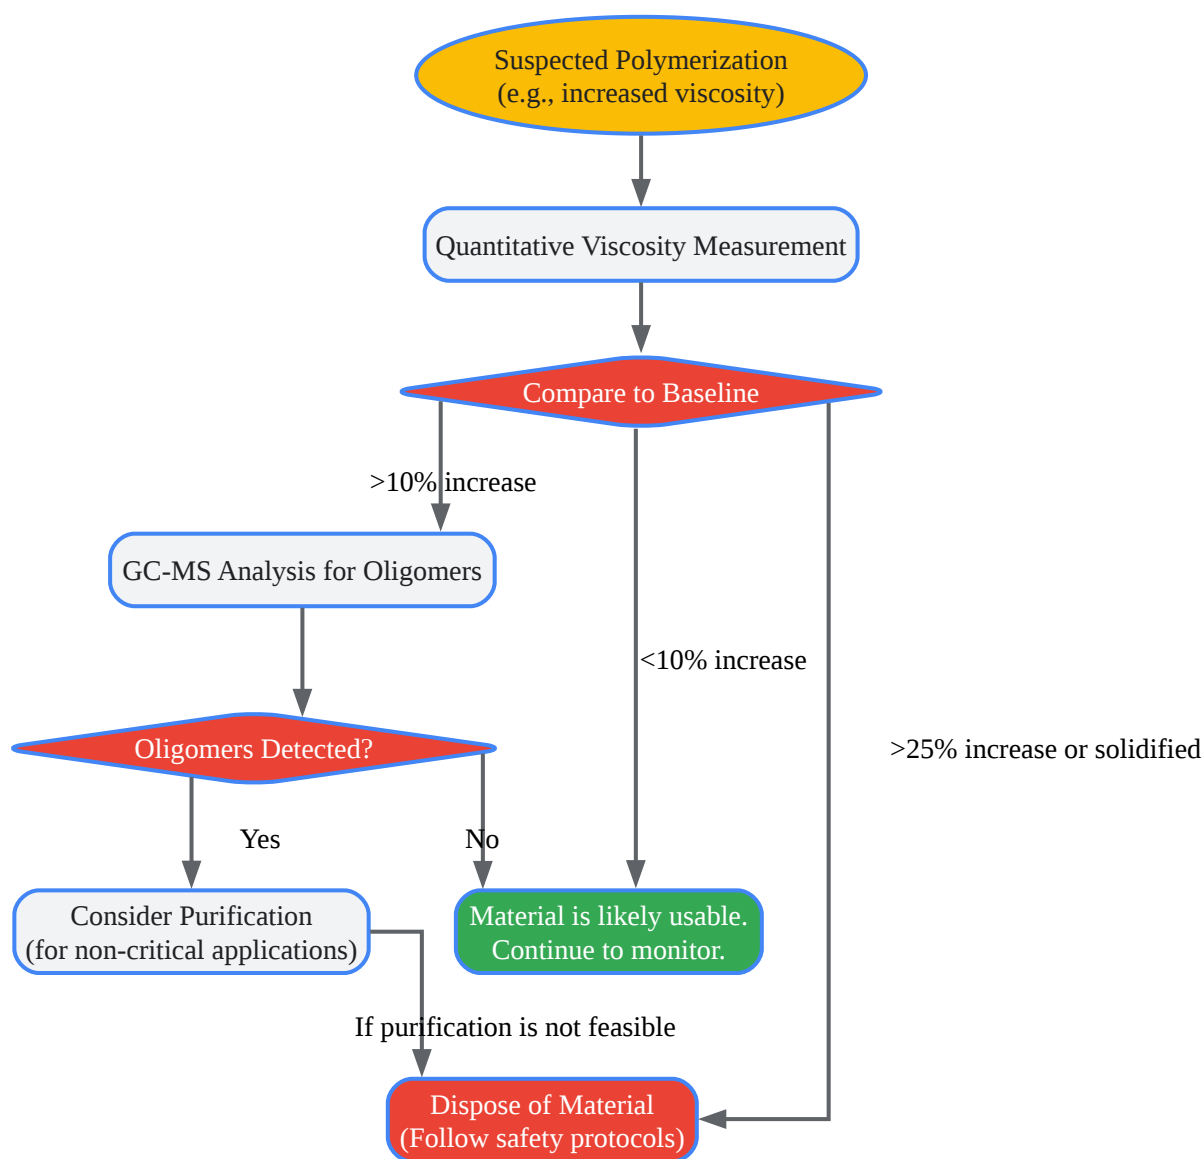 Suspected Polymerization
(e.g., increased viscosity)
Quantitative Viscosity Measurement
Compare to Baseline
>10% increase
GC-MS Analysis for Oligomers
<10% increase
Oligomers Detected?
>25% increase or solidified
Yes
No
Consider Purification
(for non-critical applications)
Material is likely usable.
Continue to monitor.
If purification is not feasible
Dispose of Material
(Follow safety protocols)